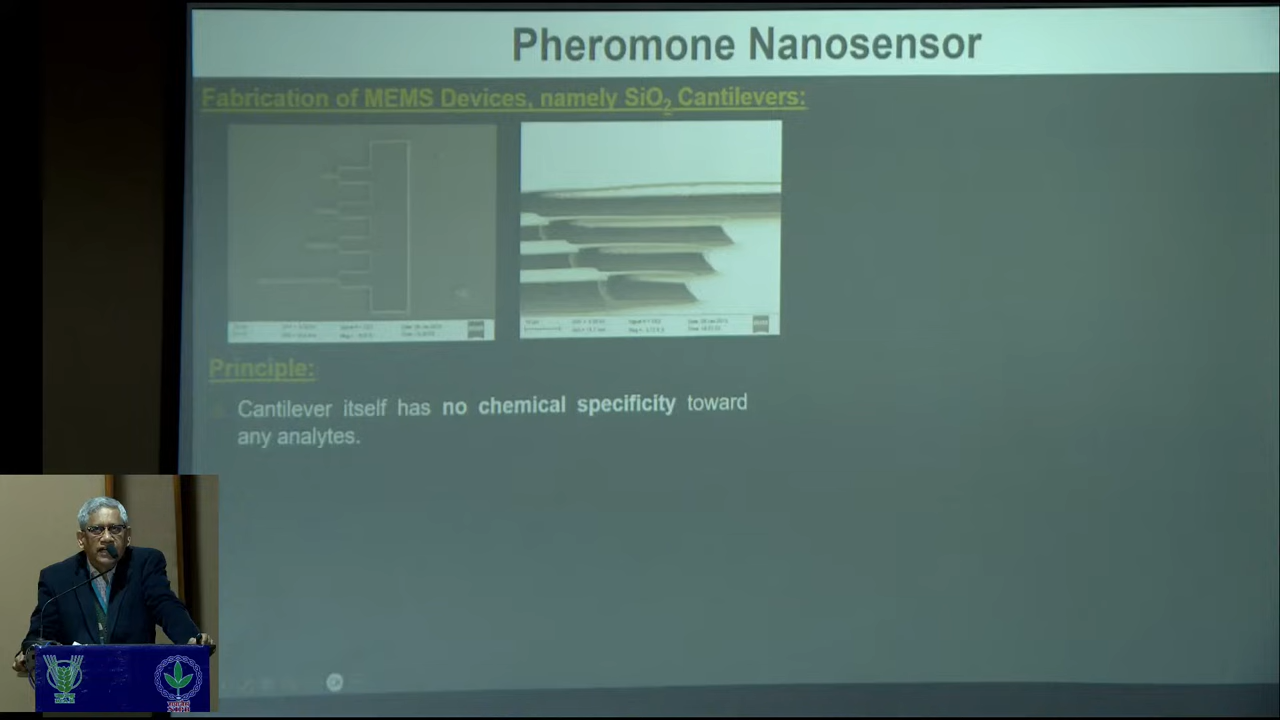 Pheromone Nanosensor
Fabrication of MEMS Devices, namely SiO₂ Cantilevers:
Principle:
Cantilever itself has no chemical specificity toward
any analytes.